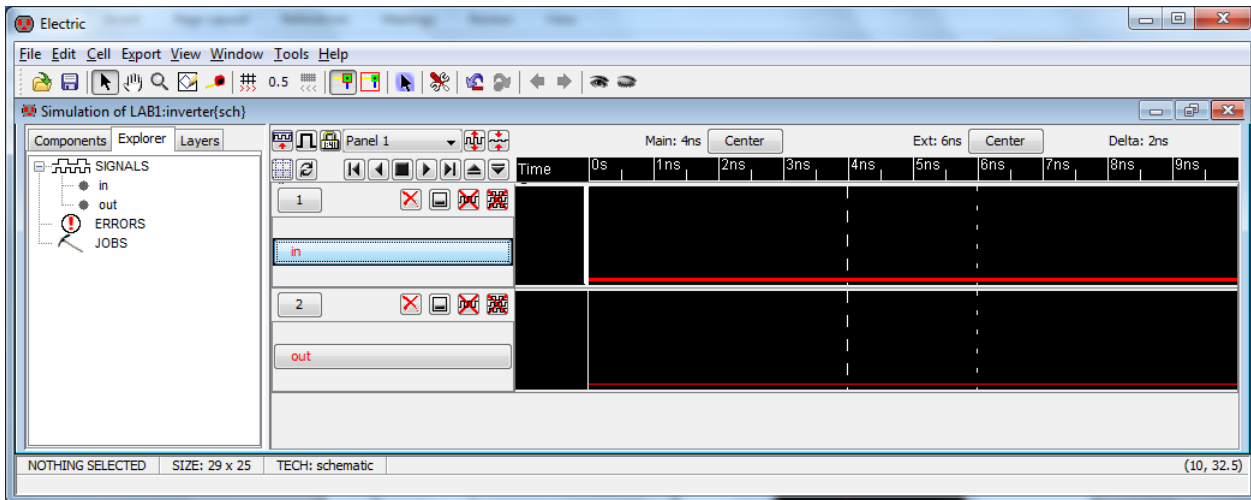 Electric
File Edit Cell Export View Window Tools Help
0.5
Simulation of LAB1:inverter{sch}
Components Explorer Layers
Panel 1 Main: 4ns Center Ext: 6ns Center Delta: 2ns
SIGNALS
in
out
ERRORS
JOBS
Time 0s 1ns 2ns 3ns 4ns 5ns 6ns 7ns 8ns 9ns
1
in
2
out
NOTHING SELECTED SIZE: 29 x 25 TECH: schematic (10, 32.5)